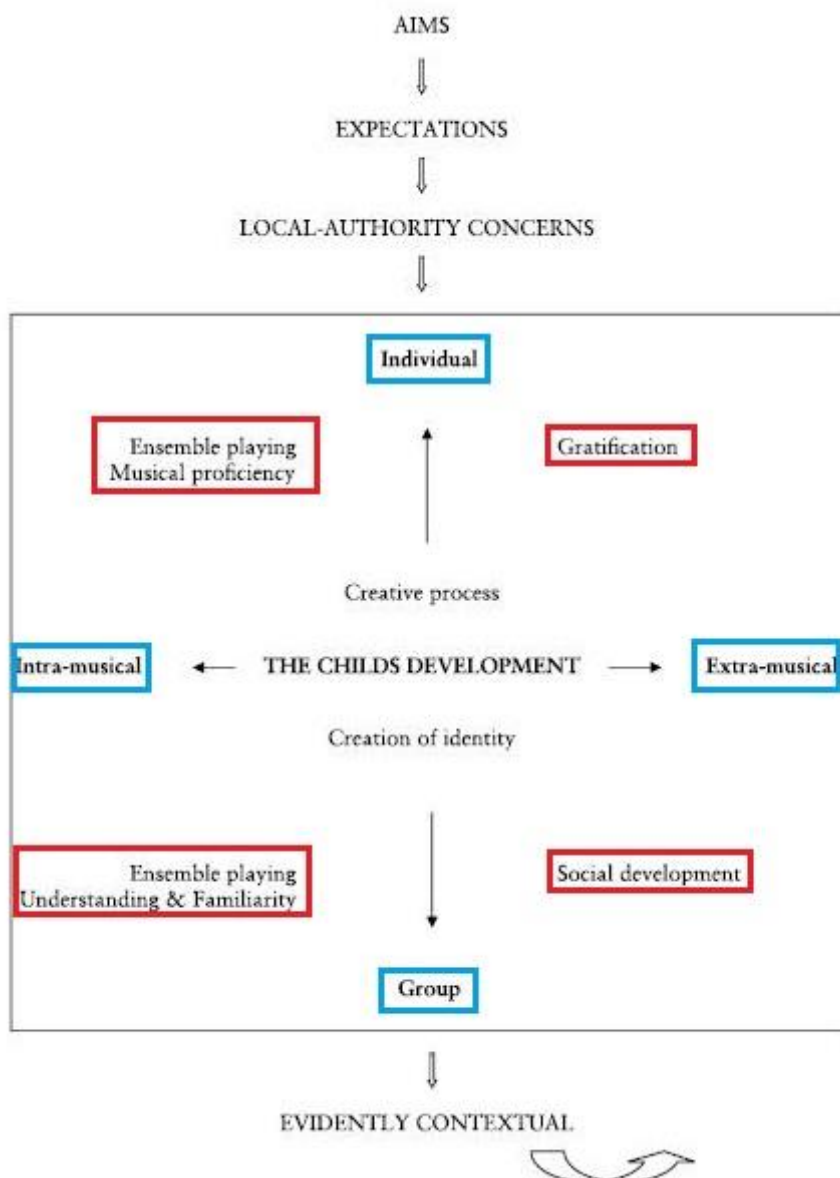 AIMS
EXPECTATIONS
LOCAL-AUTHORITY CONCERNS
Individual
Ensemble playing
Musical proficiency
Gratification
Creative process
Intra-musical
THE CHILDS DEVELOPMENT
Extra-musical
Creation of identity
Ensemble playing
Understanding & Familiarity
Social development
Group
EVIDENTLY CONTEXTUAL